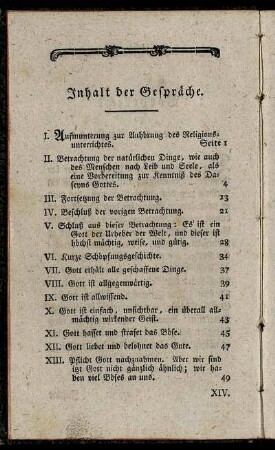 Inhalt der Gespräche.
I. Aufmunterung zur Anhörung des Religions-
unterrichtes. Seite 1
II. Betrachtung der natürlichen Dinge, wie auch
des Menschen nach Leib und Seele, als
eine Vorbereitung zur Kenntniß des Da-
seyns Gottes. 4
III. Fortsetzung der Betrachtung. 13
IV. Beschluß der vorigen Betrachtung. 21
V. Schluß aus dieser Betrachtung: Es ist ein
Gott der Urheber der Welt, und dieser ist
höchst mächtig, weise, und gütig. 28
VI. Kurze Schöpfungsgeschichte. 34
VII. Gott erhält alle geschaffene Dinge. 37
VIII. Gott ist allgegenwärtig. 39
IX. Gott ist allwissend. 41
X. Gott ist einfach, unsichtbar, ein überall all-
mächtig wirkender Geist. 43
XI. Gott hasset und strafet das Böse. 45
XII. Gott liebet und belohnet das Gute. 47
XIII. Pflicht Gott nachzuahmen. Aber wir sind
itzt Gott nicht gänzlich ähnlich; wir ha-
ben viel Böses an uns. 49
XIV.